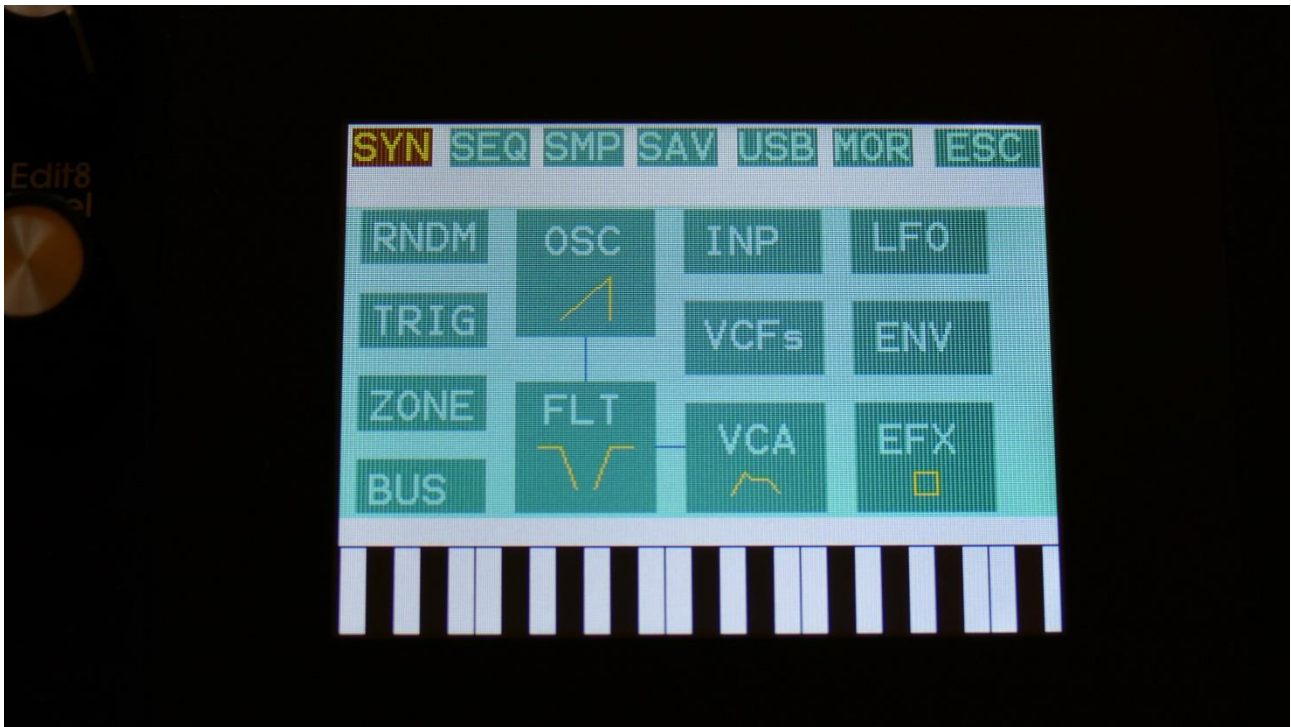 SYN SEQ SMP SAV USB MOR ESC
Edit8
RNDM OSC INP LFO
TRIG VCFs ENV
ZONE FLT VCA EFX
BUS